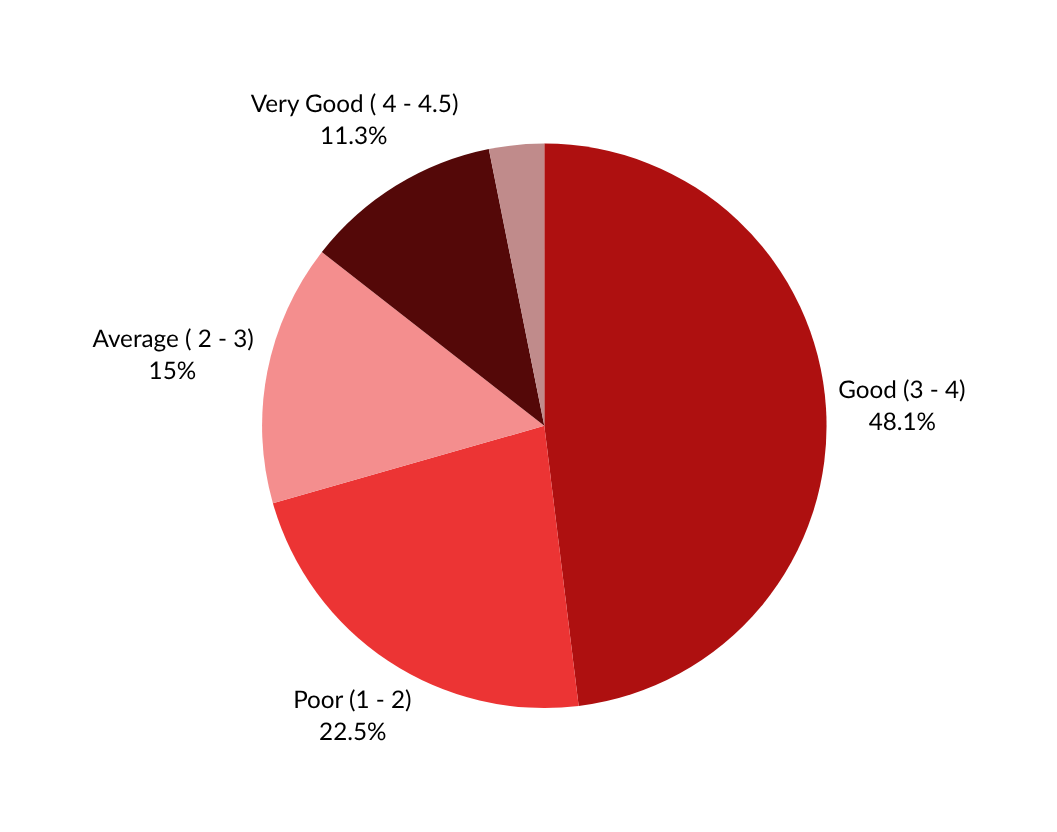 Very Good ( 4 - 4.5)
11.3%
Average ( 2 - 3)
15%
Good (3 - 4)
48.1%
Poor (1 - 2)
22.5%